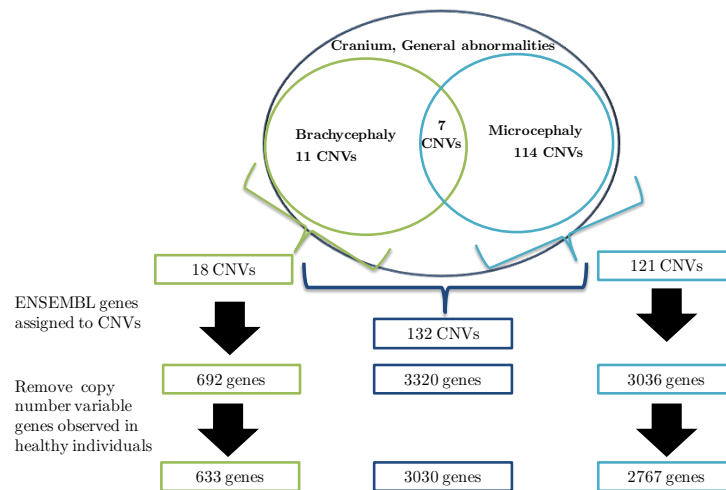 Cranium, General abnormalities
Brachycephaly
11 CNVs
7
CNVs
Microcephaly
114 CNVs
18 CNVs
121 CNVs
ENSEMBL genes
assigned to CNVs
132 CNVs
692 genes
3320 genes
3036 genes
Remove copy
number variable
genes observed in
healthy individuals
633 genes
3030 genes
2767 genes